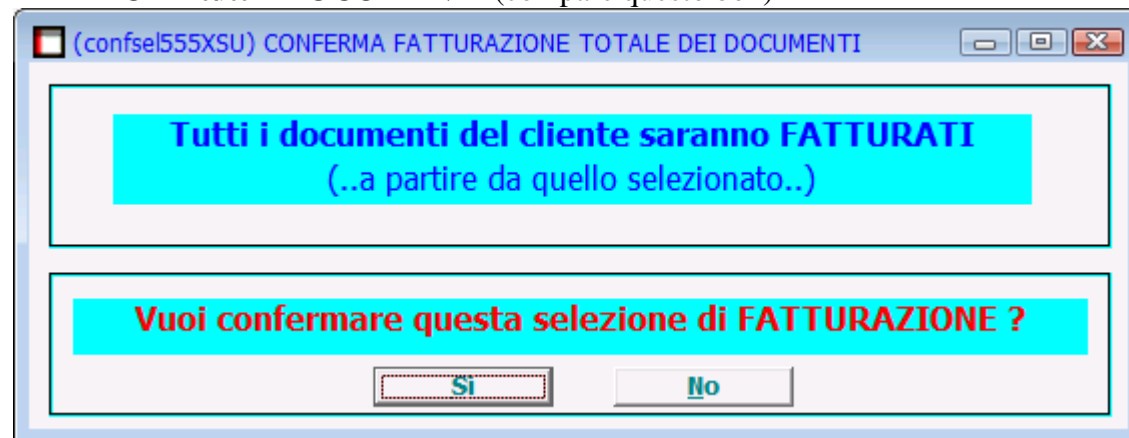 (confsel555XSU) CONFERMA FATTURAZIONE TOTALE DEI DOCUMENTI
Tutti i documenti del cliente saranno FATTURATI
(..a partire da quello selezionato..)
Vuoi confermare questa selezione di FATTURAZIONE ?
Si No